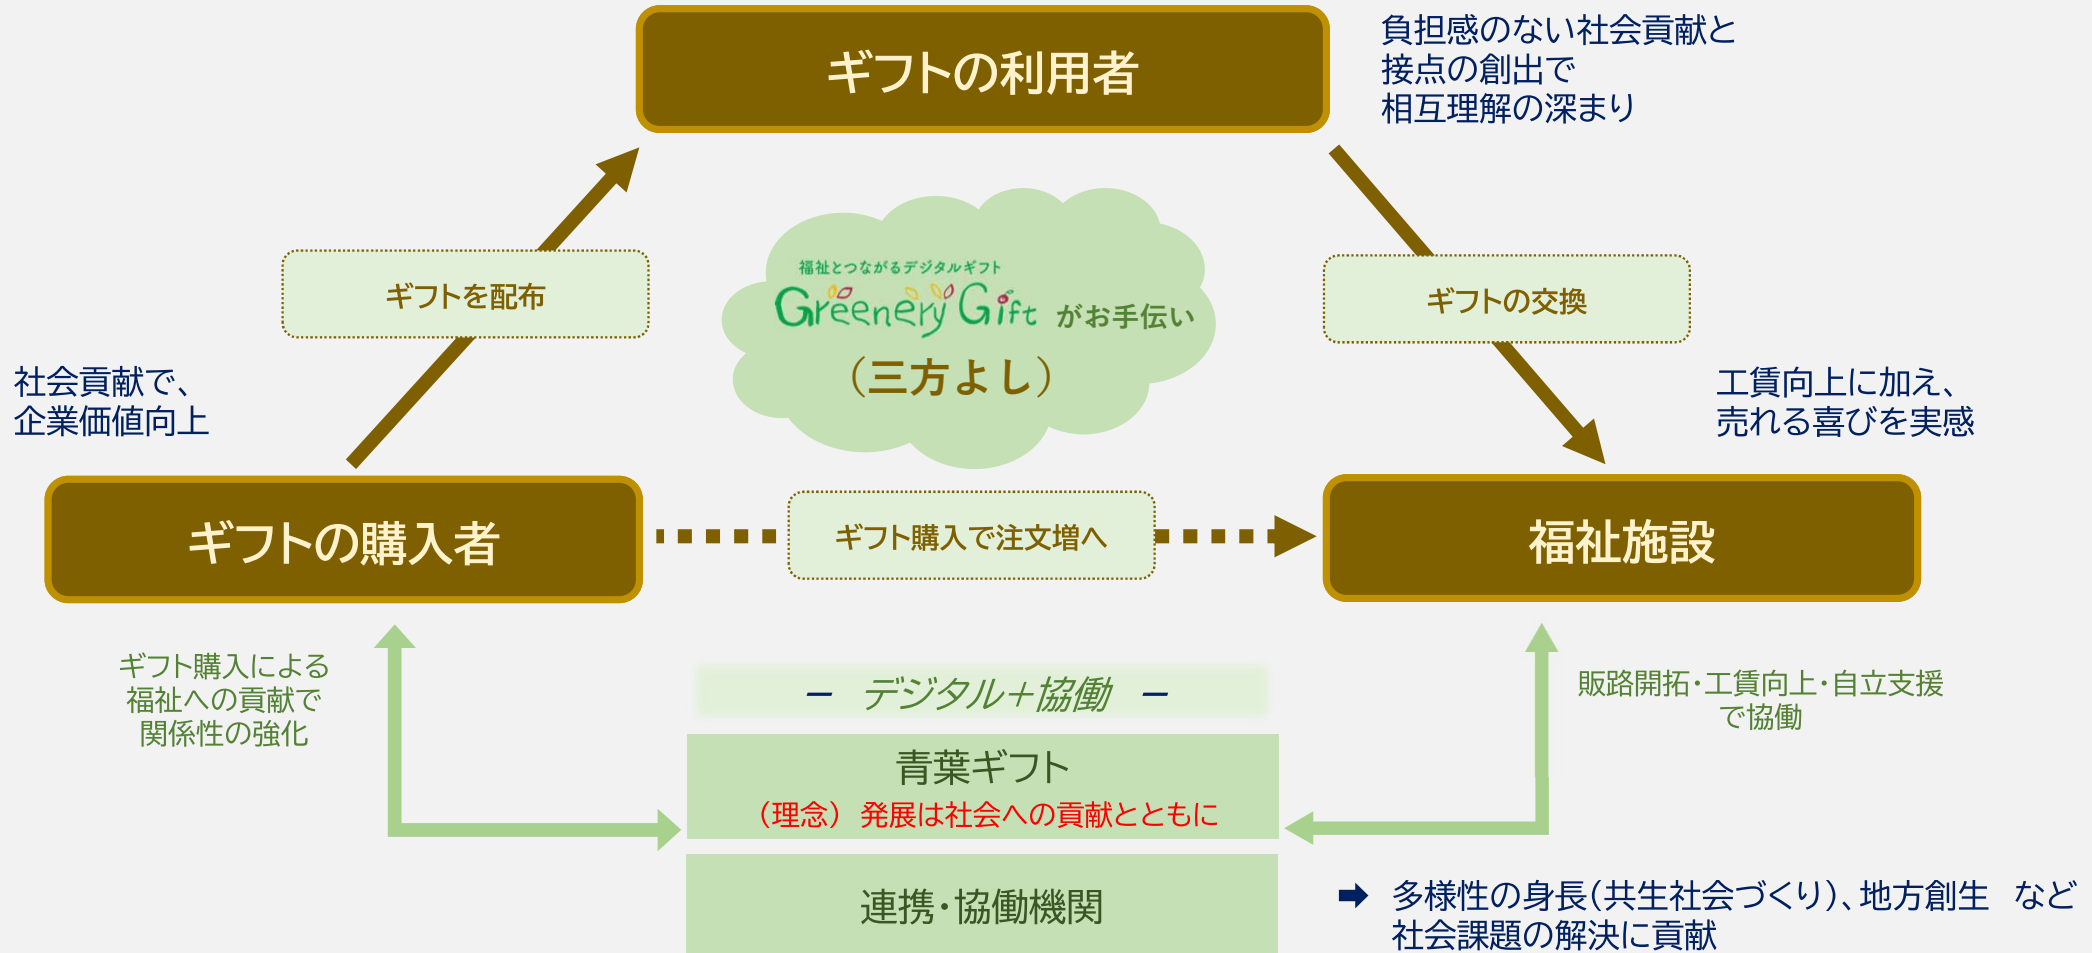 ギフトの利用者
負担感のない社会貢献と
接点の創出で
相互理解の深まり
ギフトを配布
福祉とつながるデジタルギフト
Greenery Gift がお手伝い
（三方よし）
ギフトの交換
社会貢献で、
企業価値向上
工賃向上に加え、
売れる喜びを実感
ギフトの購入者
ギフト購入で注文増へ
福祉施設
ギフト購入による
福祉への貢献で
関係性の強化
－ デジタル＋協働 －
販路開拓・工賃向上・自立支援
で協働
青葉ギフト
（理念）発展は社会への貢献とともに
連携・協働機関
➡ 多様性の身長（共生社会づくり）、地方創生　など
社会課題の解決に貢献